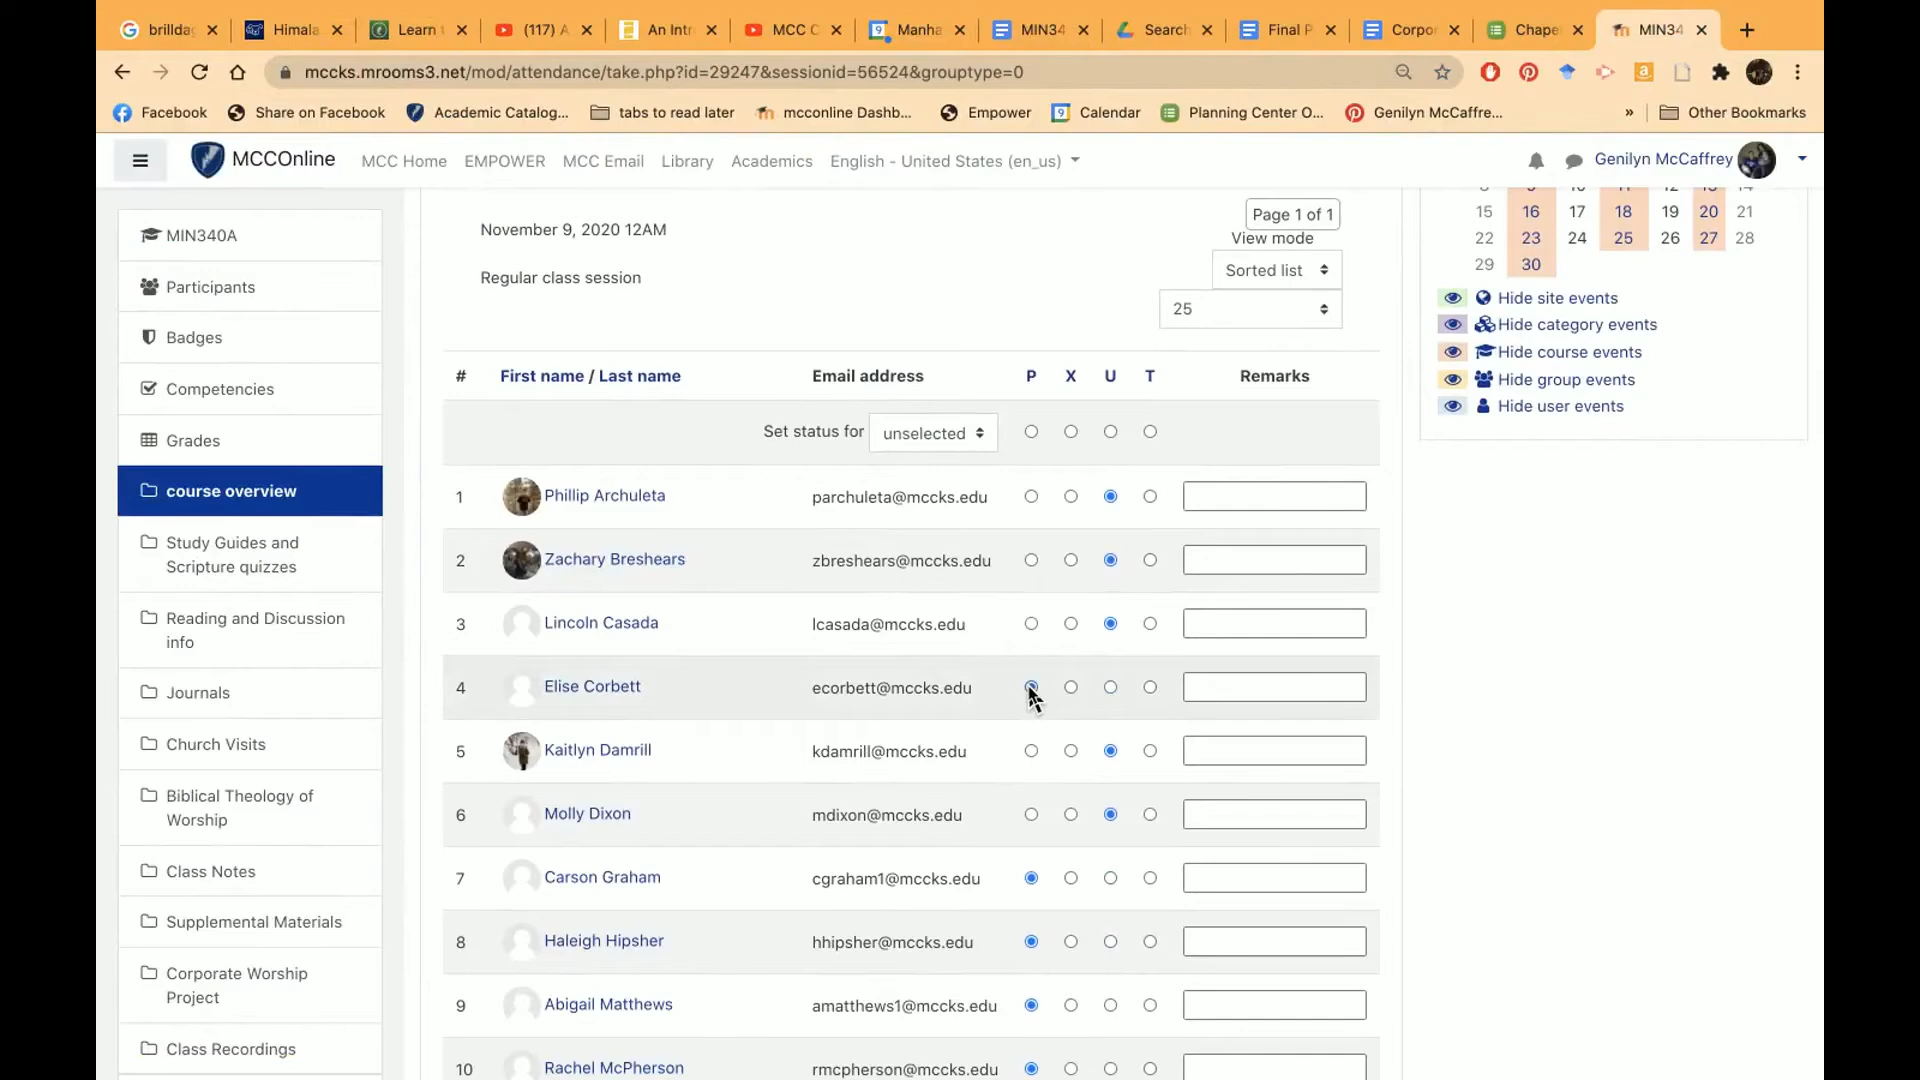 brillda
Himala
Learn
(117) A
An Intr
MCC C
Manha
MIN34
Search
Final P
Corpo
Chape
MIN34
mccks.mrooms3.net/mod/attendance/take.php?id=29247&sessionid=56524&grouptype=0
Facebook
Share on Facebook
Academic Catalog...
tabs to read later
mcconline Dashb...
Empower
Calendar
Planning Center O...
Genilyn McCaffre...
»
Other Bookmarks
MCCOnline
MCC Home
EMPOWER
MCC Email
Library
Academics
English - United States (en_us)
Genilyn McCaffrey
MIN340A
Participants
Badges
Competencies
Grades
course overview
Study Guides and
Scripture quizzes
Reading and Discussion
info
Journals
Church Visits
Biblical Theology of
Worship
Class Notes
Supplemental Materials
Corporate Worship
Project
Class Recordings
November 9, 2020 12AM
Regular class session
Page 1 of 1
View mode
Sorted list
25
# First name / Last name Email address P X U T Remarks
Set status for unselected
1 Phillip Archuleta parchuleta@mccks.edu
2 Zachary Breshears zbreshears@mccks.edu
3 Lincoln Casada lcasada@mccks.edu
4 Elise Corbett ecorbett@mccks.edu
5 Kaitlyn Damrill kdamrill@mccks.edu
6 Molly Dixon mdixon@mccks.edu
7 Carson Graham cgraham1@mccks.edu
8 Haleigh Hipsher hhipsher@mccks.edu
9 Abigail Matthews amatthews1@mccks.edu
10 Rachel McPherson rmcpherson@mccks.edu
15 16 17 18 19 20 21
22 23 24 25 26 27 28
29 30
Hide site events
Hide category events
Hide course events
Hide group events
Hide user events